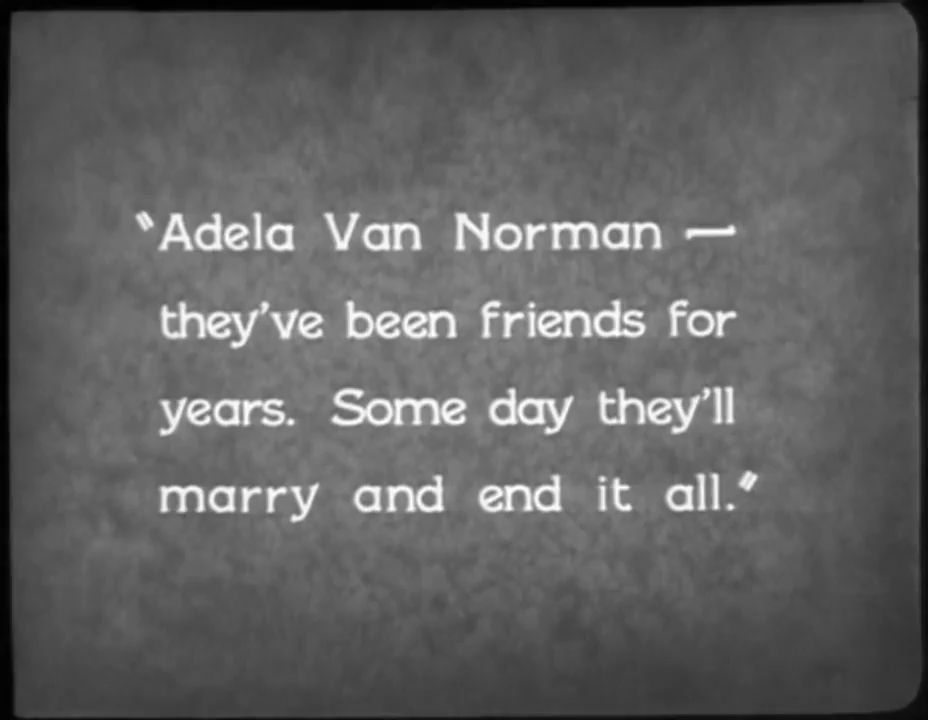 "Adela Van Norman —
they've been friends for
years. Some day they'll
marry and end it all."